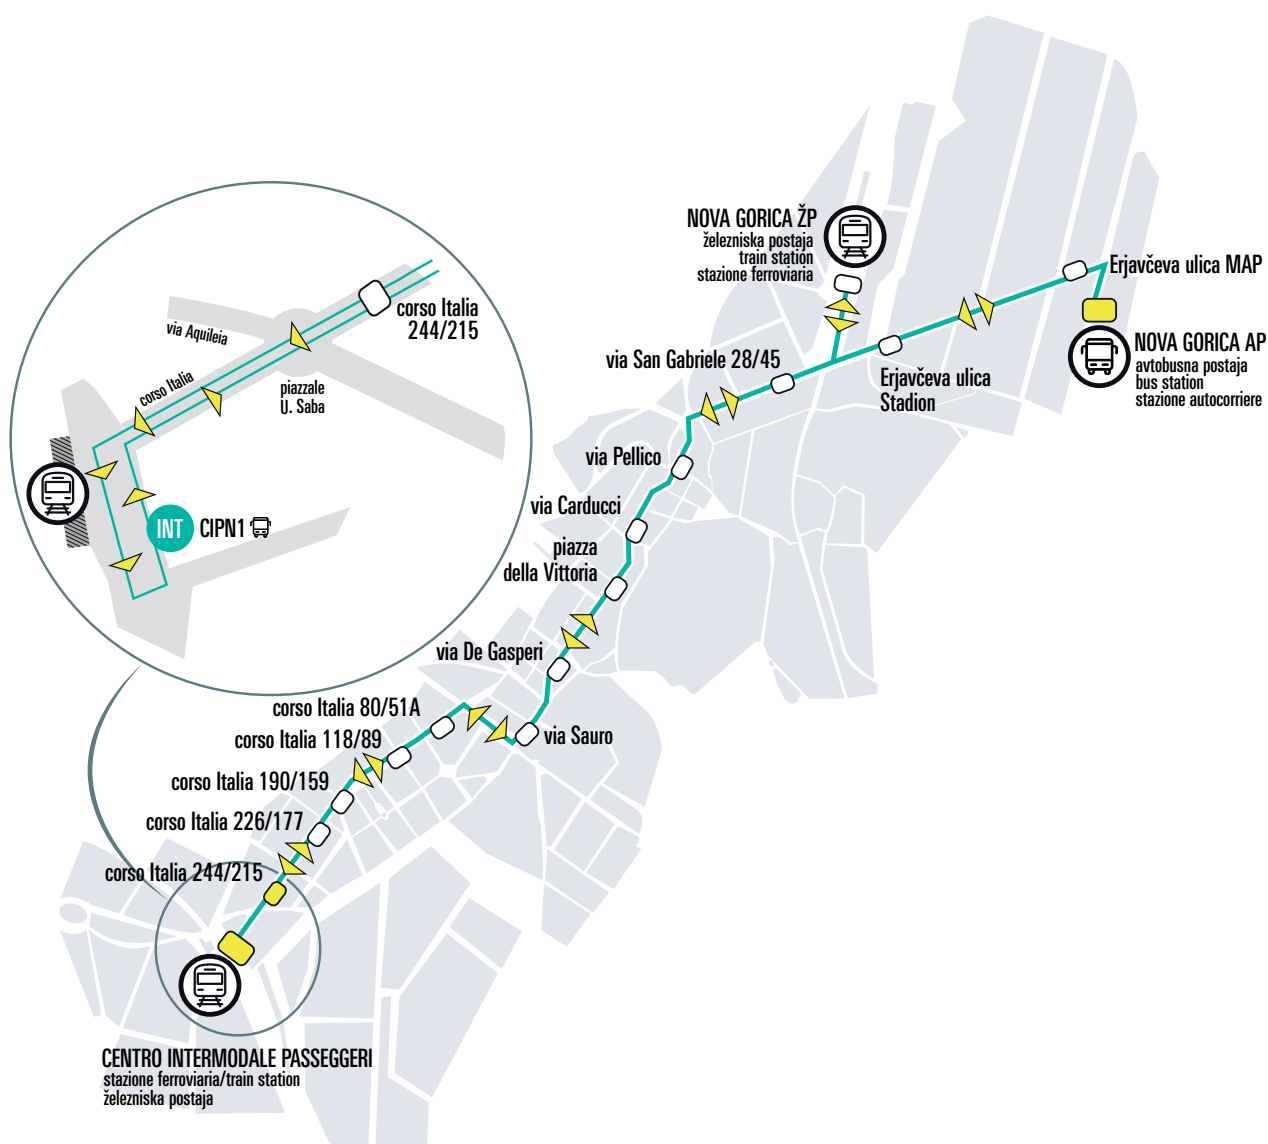 NOVA GORICA ŽP
železniska postaja
train station
stazione ferroviaria
Erjavčeva ulica MAP
NOVA GORICA AP
avtobusna postaja
bus station
stazione autocorriere
Erjavčeva ulica
Stadion
via San Gabriele 28/45
via Pellico
via Carducci
piazza
della Vittoria
via De Gasperi
via Sauro
corso Italia 80/51A
corso Italia 118/89
corso Italia 190/159
corso Italia 226/177
corso Italia 244/215
CENTRO INTERMODALE PASSEGGERI
stazione ferroviaria/train station
železniska postaja
corso Italia
244/215
via Aquileia
corso Italia
piazzale
U. Saba
INT CIPN1